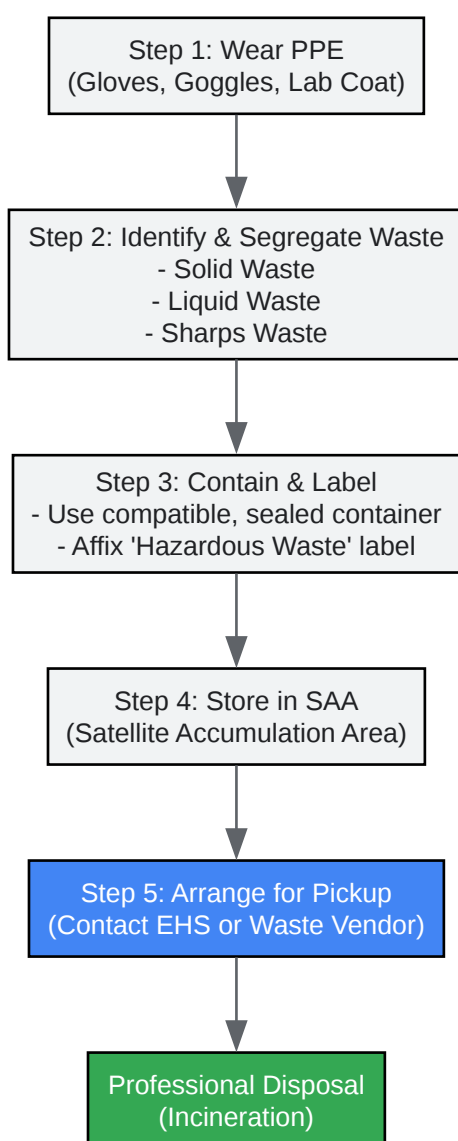 Step 1: Wear PPE
(Gloves, Goggles, Lab Coat)
Step 2: Identify & Segregate Waste
- Solid Waste
- Liquid Waste
- Sharps Waste
Step 3: Contain & Label
- Use compatible, sealed container
- Affix 'Hazardous Waste' label
Step 4: Store in SAA
(Satellite Accumulation Area)
Step 5: Arrange for Pickup
(Contact EHS or Waste Vendor)
Professional Disposal
(Incineration)